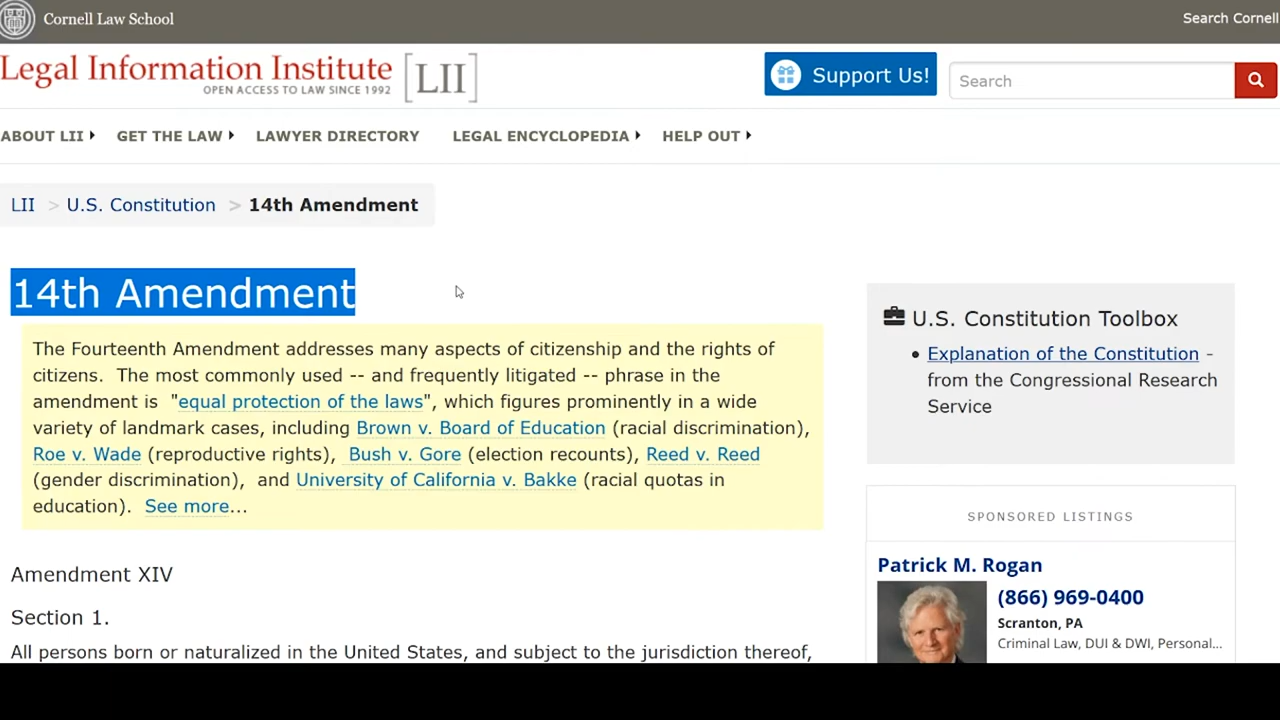 Cornell Law School
Search Cornell
Legal Information Institute [LII]
OPEN ACCESS TO LAW SINCE 1992
Support Us!
Search
ABOUT LII
GET THE LAW
LAWYER DIRECTORY
LEGAL ENCYCLOPEDIA
HELP OUT
LII > U.S. Constitution > 14th Amendment
14th Amendment
The Fourteenth Amendment addresses many aspects of citizenship and the rights of
citizens. The most commonly used -- and frequently litigated -- phrase in the
amendment is "equal protection of the laws", which figures prominently in a wide
variety of landmark cases, including Brown v. Board of Education (racial discrimination),
Roe v. Wade (reproductive rights), Bush v. Gore (election recounts), Reed v. Reed
(gender discrimination), and University of California v. Bakke (racial quotas in
education). See more...
Amendment XIV
Section 1.
All persons born or naturalized in the United States, and subject to the jurisdiction thereof,
U.S. Constitution Toolbox
• Explanation of the Constitution -
from the Congressional Research
Service
SPONSORED LISTINGS
Patrick M. Rogan
(866) 969-0400
Scranton, PA
Criminal Law, DUI & DWI, Personal...